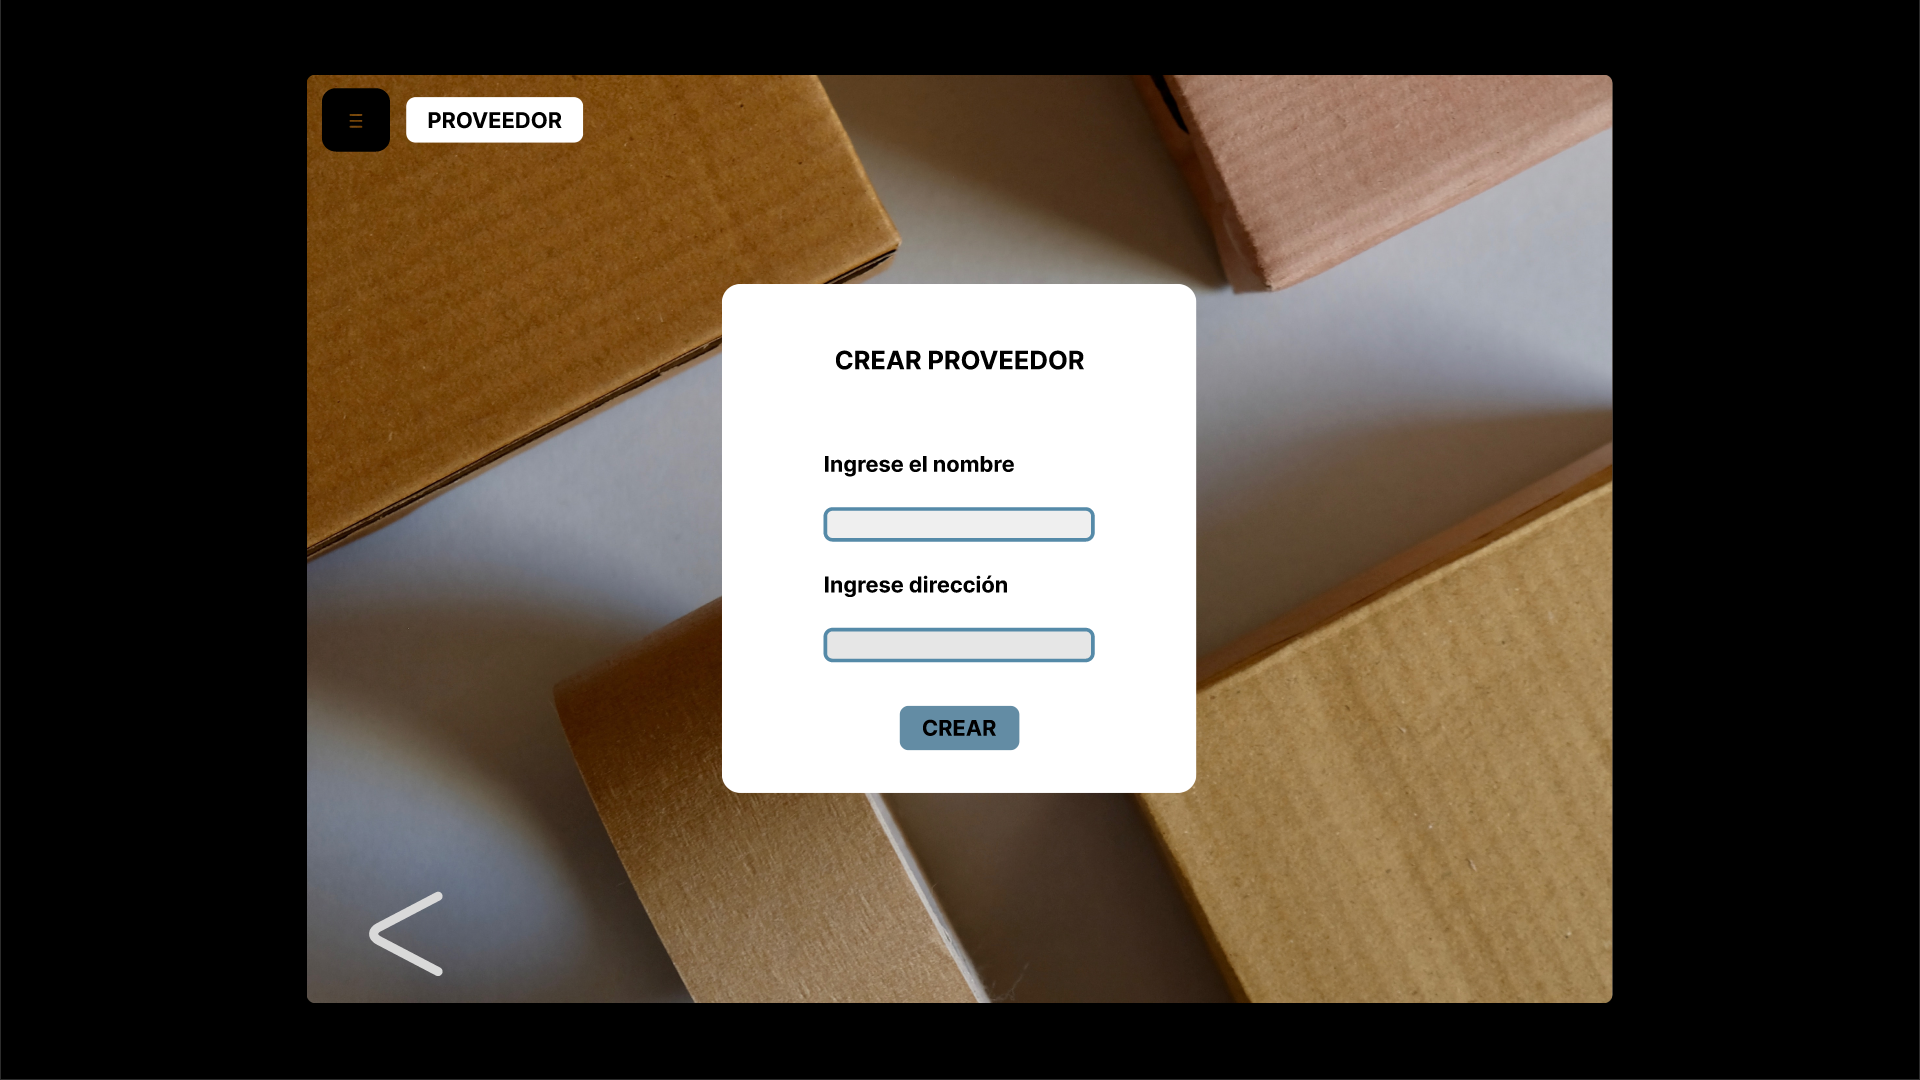 PROVEEDOR
CREAR PROVEEDOR
Ingrese el nombre
Ingrese dirección
CREAR